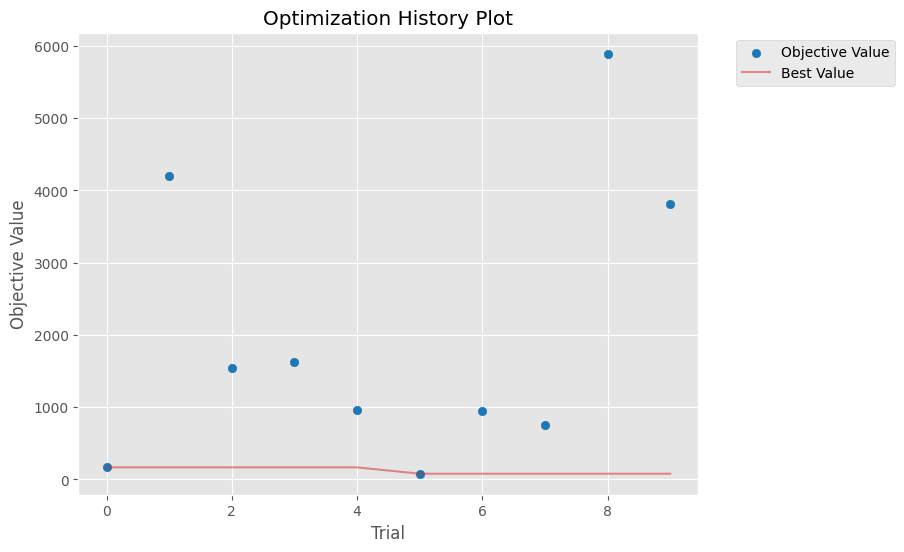 Optimization History Plot
Objective Value
Best Value
Objective Value
6000
5000
4000
3000
2000
1000
0
0 2 4 6 8
Trial